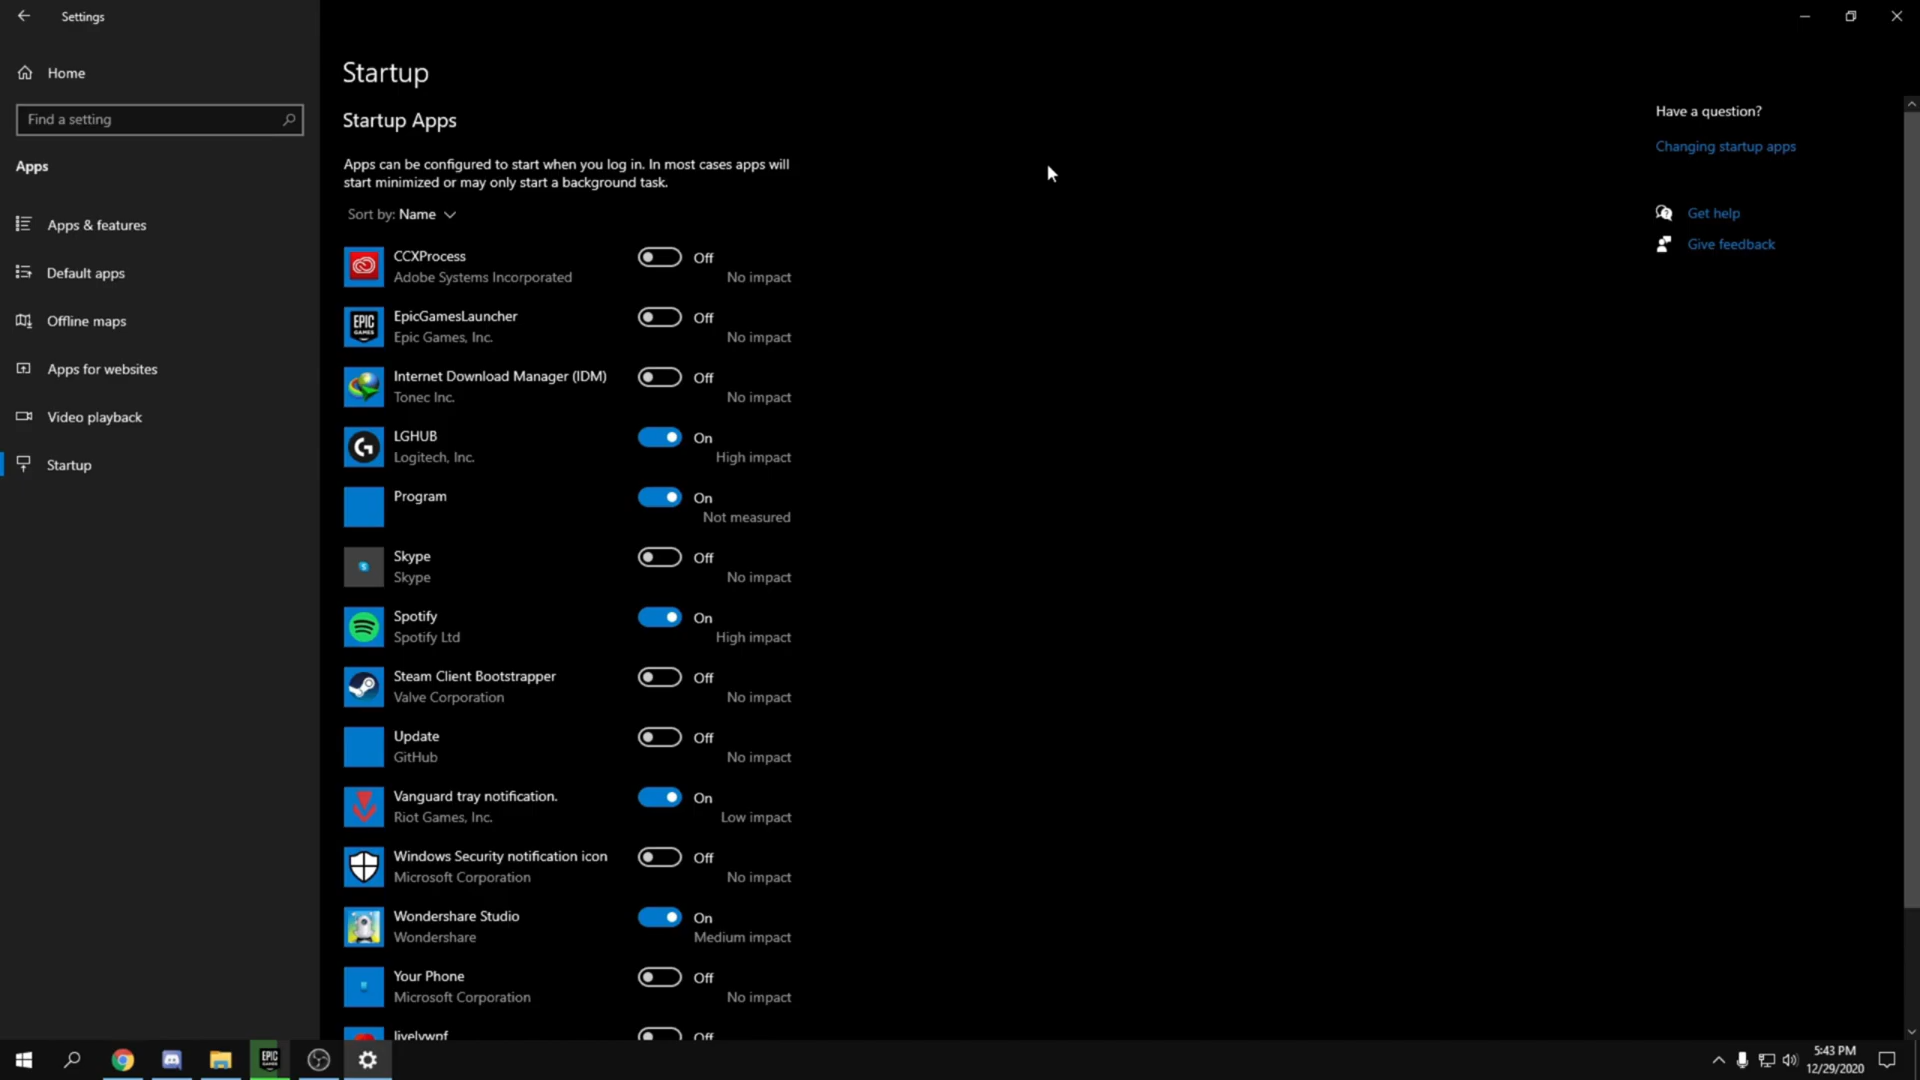 Settings
Home
Find a setting
Apps
Apps & features
Default apps
Offline maps
Apps for websites
Video playback
Startup
Startup
Startup Apps
Apps can be configured to start when you log in. In most cases apps will
start minimized or may only start a background task.
Sort by: Name
CCXProcess Off
Adobe Systems Incorporated No impact
EPIC GAMES
EpicGamesLauncher Off
Epic Games, Inc. No impact
Internet Download Manager (IDM) Off
Tonec Inc. No impact
LGHUB On
Logitech, Inc. High impact
Program On
Not measured
Skype Off
Skype No impact
Spotify On
Spotify Ltd High impact
Steam Client Bootstrapper Off
Valve Corporation No impact
Update Off
GitHub No impact
Vanguard tray notification. On
Riot Games, Inc. Low impact
Windows Security notification icon Off
Microsoft Corporation No impact
Wondershare Studio On
Wondershare Medium impact
Your Phone Off
Microsoft Corporation No impact
livelywpf Off
Have a question?
Changing startup apps
Get help
Give feedback
EPIC GAMES
5:43 PM
12/29/2020